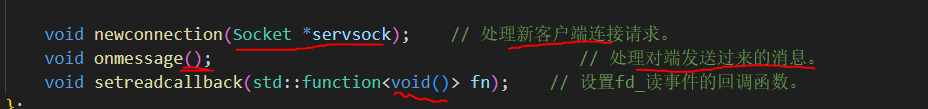 void newconnection(Socket *servsock);    // 处理新客户端连接请求。
void onmessage();    // 处理对端发送过来的消息。
void setreadcallback(std::function<void()> fn);    // 设置fd_读事件的回调函数。
};